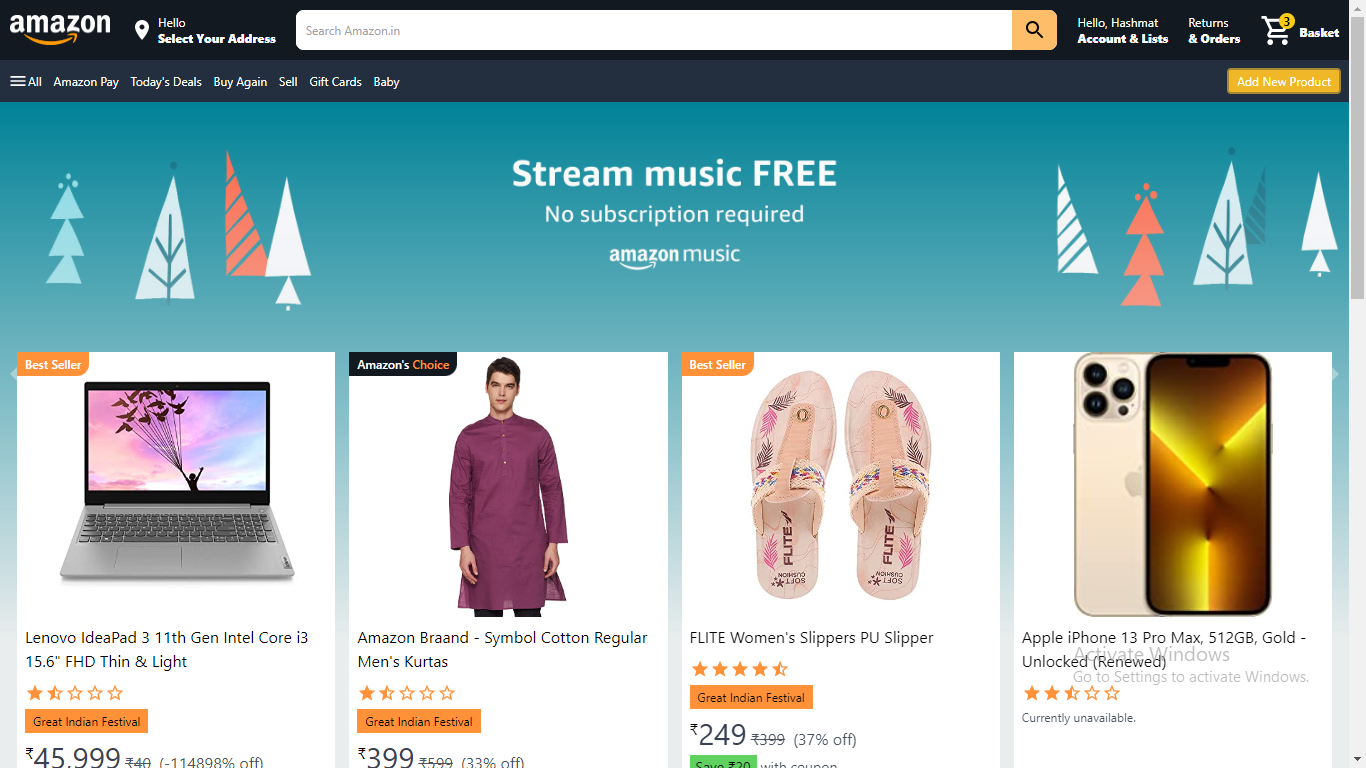 amazon
Hello
Select Your Address
Search Amazon.in
Hello, Hashmat
Account & Lists
Returns
& Orders
3
Basket
All Amazon Pay Today's Deals Buy Again Sell Gift Cards Baby
Add New Product
Stream music FREE
No subscription required
amazon music
Best Seller
Lenovo IdeaPad 3 11th Gen Intel Core i3
15.6" FHD Thin & Light
Great Indian Festival
₹45,999 ₹40 (-114898% off)
Amazon's Choice
Amazon Braand - Symbol Cotton Regular
Men's Kurtas
Great Indian Festival
₹399 ₹599 (33% off)
Best Seller
FLITE
SOFT
CUSHION
FLITE
SOFT
CUSHION
FLITE Women's Slippers PU Slipper
Great Indian Festival
₹249 ₹399 (37% off)
Save ₹20 with coupon
Apple iPhone 13 Pro Max, 512GB, Gold -
Unlocked (Renewed)
Currently unavailable.
Activate Windows
Go to Settings to activate Windows.